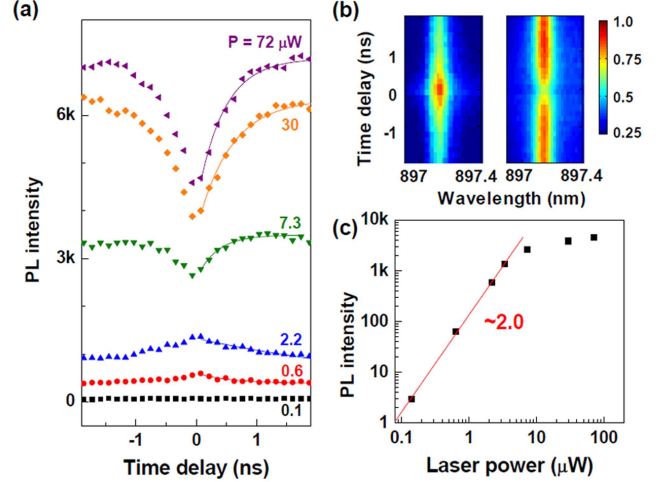 (a)
P = 72 μW
30
7.3
2.2
0.6
0.1
6k
3k
0
PL intensity
-1 0 1
Time delay (ns)
(b)
1
0
-1
Time delay (ns)
897 897.4 897 897.4
Wavelength (nm)
1.0
0.75
0.50
0.25
(c)
10k
1k
100
10
1
PL intensity
~2.0
0.1 1 10 100
Laser power (μW)